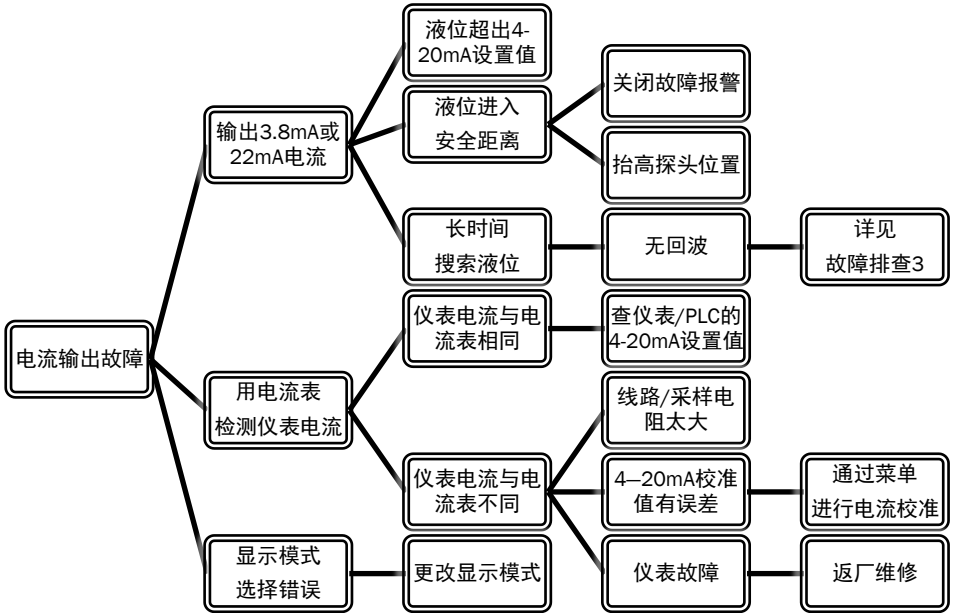 液位超出4-
20mA设置值
关闭故障报警
液位进入
安全距离
输出3.8mA或
22mA电流
抬高探头位置
长时间
搜索液位
无回波
详见
故障排查3
仪表电流与电
流表相同
查仪表/PLC的
4-20mA设置值
电流输出故障
用电流表
检测仪表电流
线路/采样电
阻太大
仪表电流与电
流表不同
4—20mA校准
值有误差
通过菜单
进行电流校准
显示模式
选择错误
更改显示模式
仪表故障
返厂维修